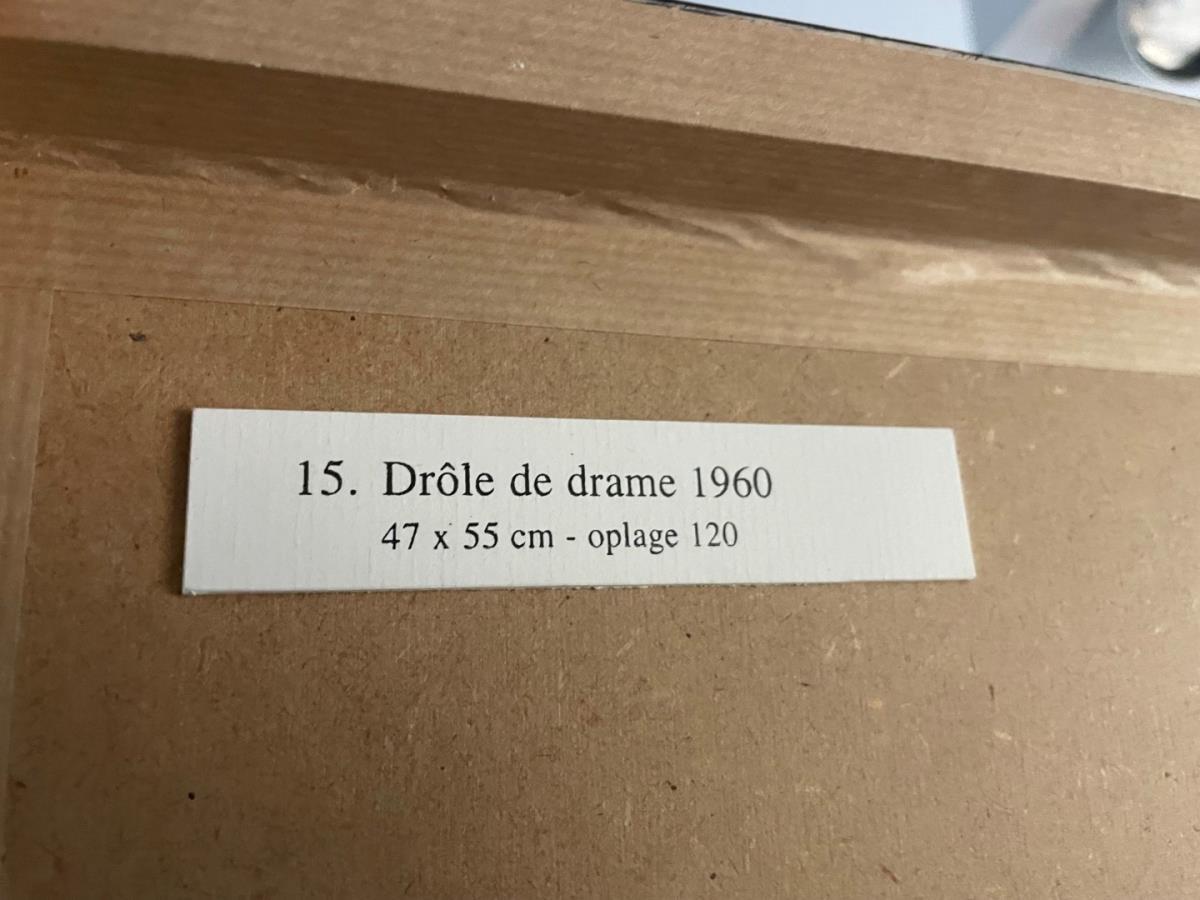 15. Drôle de drame 1960
47 x 55 cm - oplage 120